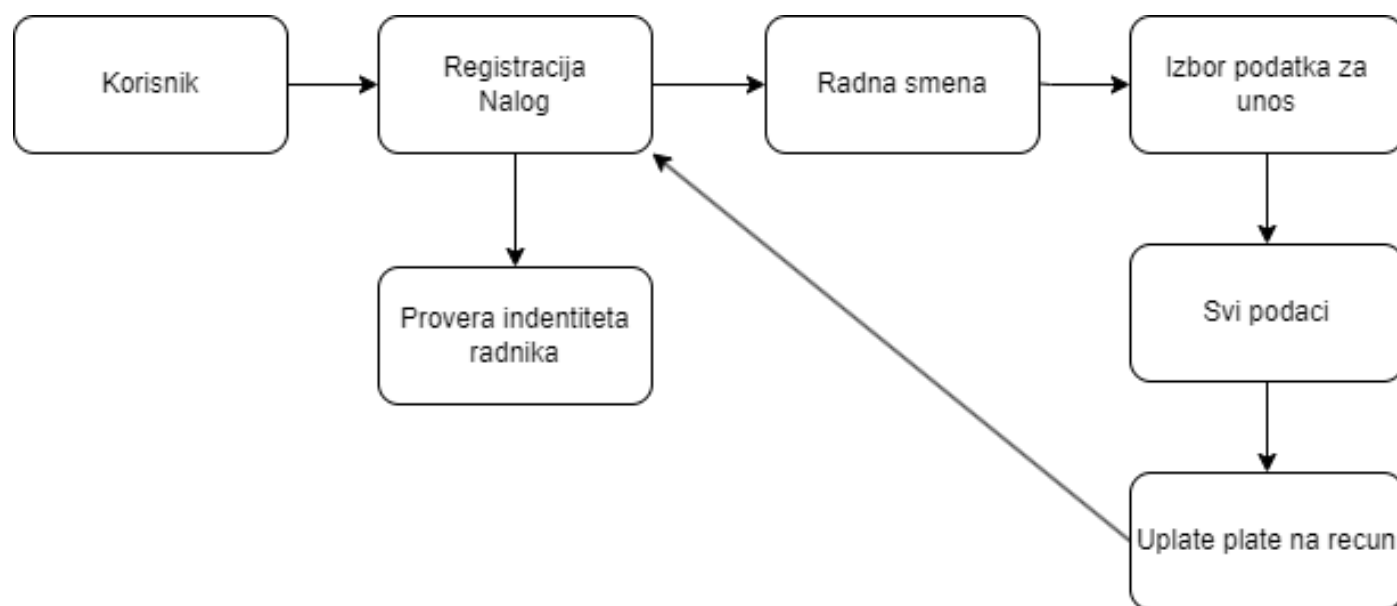 Korisnik
Registracija
Nalog
Radna smena
Izbor podatka za
unos
Provera indentiteta
radnika
Svi podaci
Uplate plate na recun